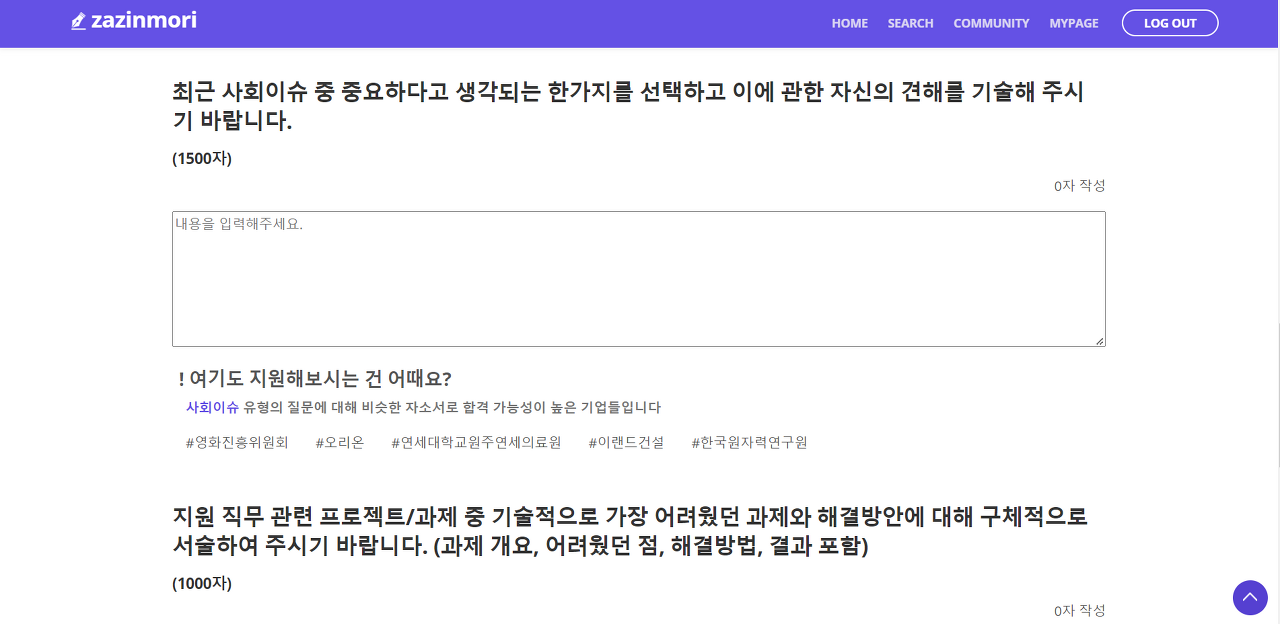 zazinmori
HOME SEARCH COMMUNITY MYPAGE LOG OUT
최근 사회이슈 중 중요하다고 생각되는 한가지를 선택하고 이에 관한 자신의 견해를 기술해 주시
기 바랍니다.
(1500자)
0자 작성
내용을 입력해주세요.
! 여기도 지원해보시는 건 어때요?
사회이슈 유형의 질문에 대해 비슷한 자소서로 합격 가능성이 높은 기업들입니다
#영화진흥위원회 #오리온 #연세대학교원주연세의료원 #이랜드건설 #한국원자력연구원
지원 직무 관련 프로젝트/과제 중 기술적으로 가장 어려웠던 과제와 해결방안에 대해 구체적으로
서술하여 주시기 바랍니다. (과제 개요, 어려웠던 점, 해결방법, 결과 포함)
(1000자)
0자 작성